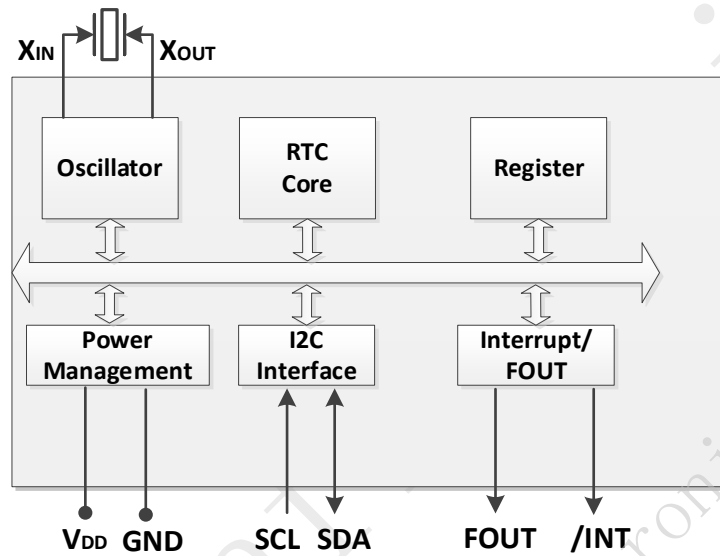 XIN XOUT
Oscillator
RTC
Core
Register
Power
Management
I2C
Interface
Interrupt/
FOUT
VDD GND SCL SDA FOUT /INT